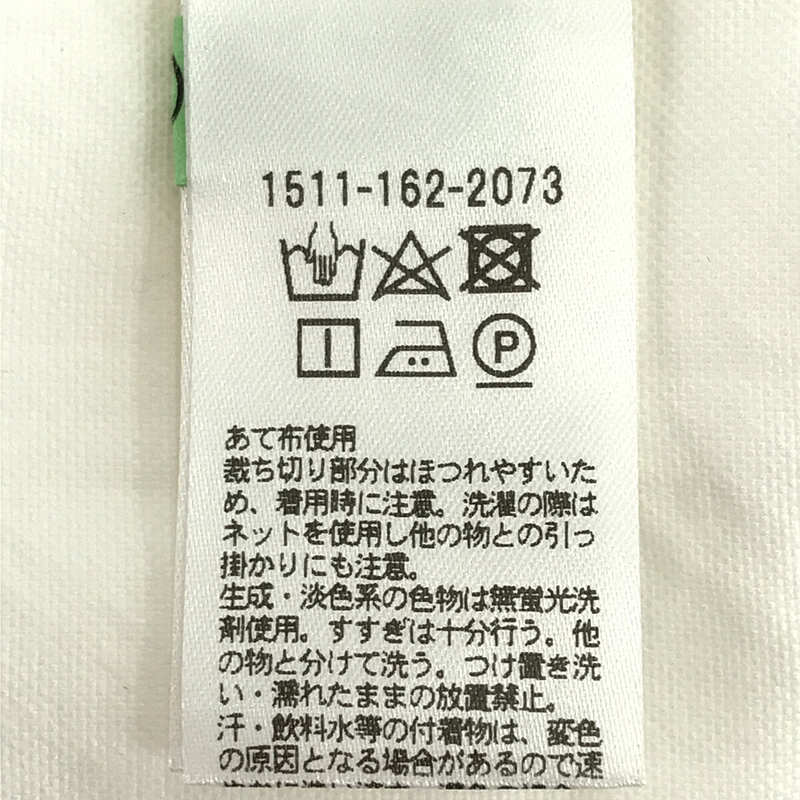 1511-162-2073
P
あて布使用
裁ち切り部分はほつれやすいた
め、着用時に注意。洗濯の際は
ネットを使用し他の物との引っ
掛かりにも注意。
生成・淡色系の色物は無蛍光洗
剤使用。すすぎは十分行う。他
の物と分けて洗う。つけ置き洗
い・濡れたままの放置禁止。
汗・飲料水等の付着物は、変色
の原因となる場合があるので速